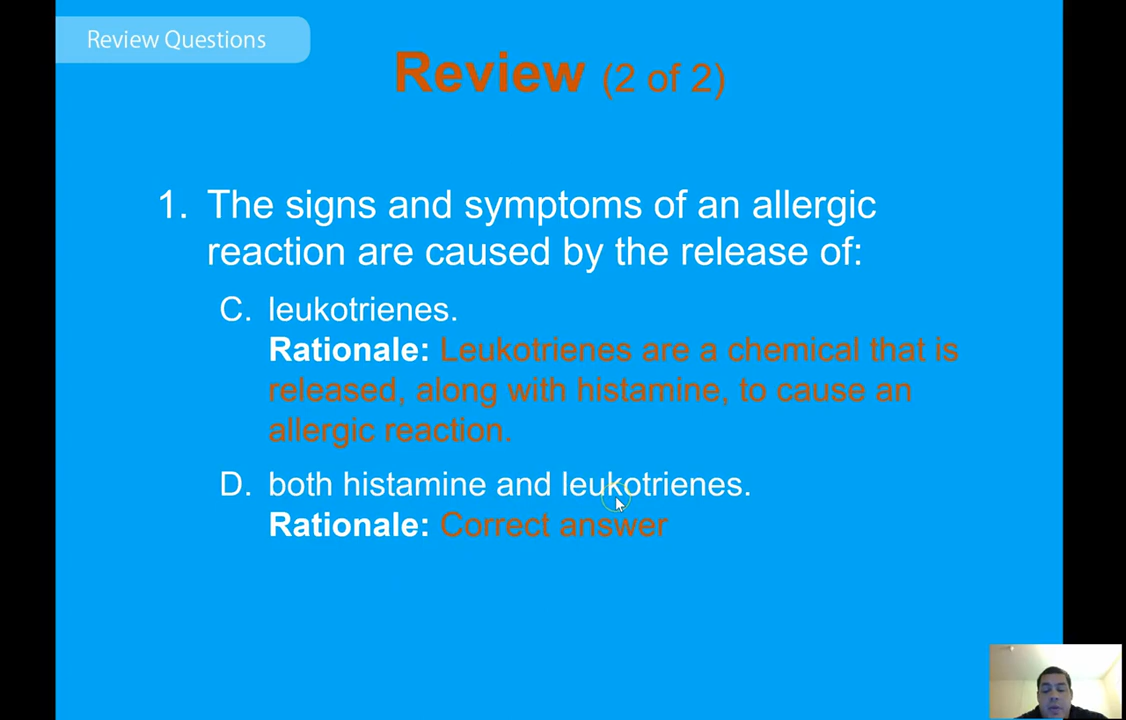 Review Questions
Review (2 of 2)
1. The signs and symptoms of an allergic
reaction are caused by the release of:
C. leukotrienes.
Rationale: Leukotrienes are a chemical that is
released, along with histamine, to cause an
allergic reaction.
D. both histamine and leukotrienes.
Rationale: Correct answer